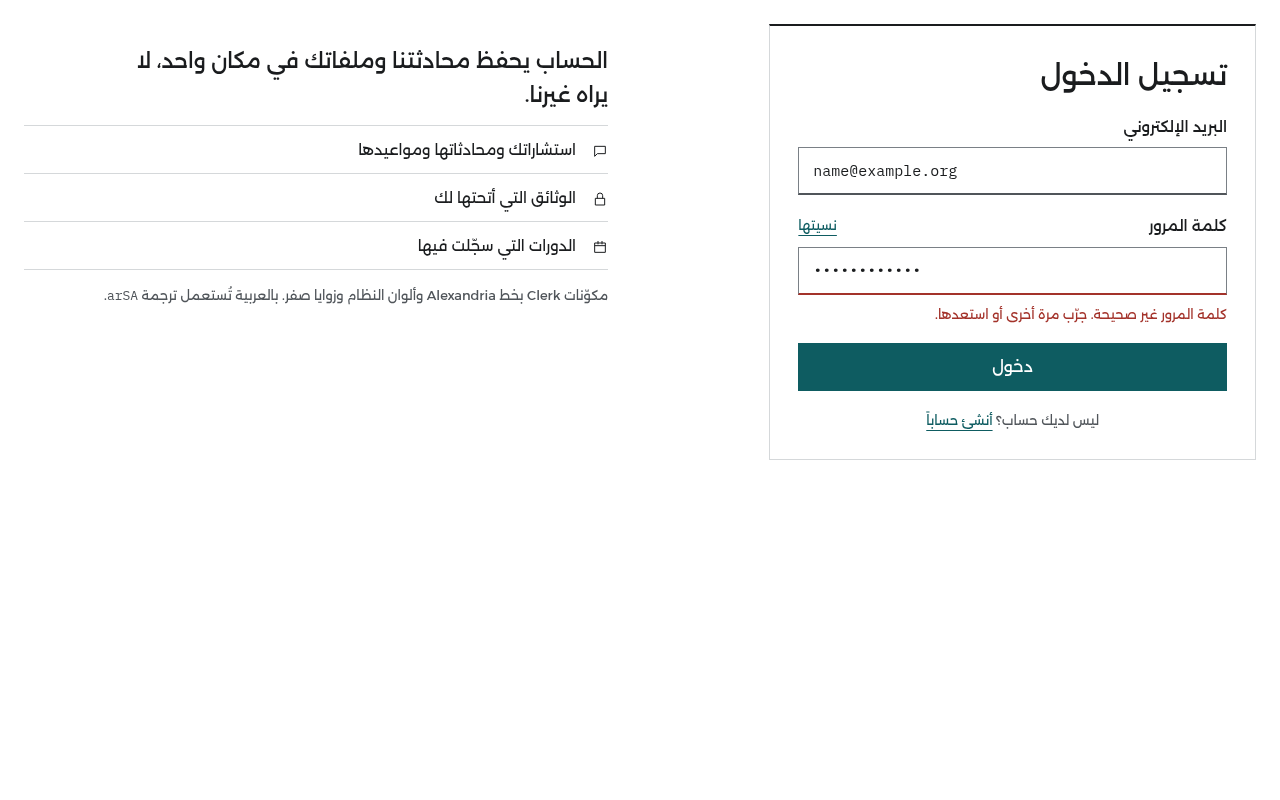 تسجيل الدخول
البريد الإلكتروني
name@example.org
كلمة المرور
نسيتها
••••••••••••
كلمة المرور غير صحيحة. جرّب مرة أخرى أو استعدها.
دخول
ليس لديك حساب؟ أنشئ حساباً
الحساب يحفظ محادثتنا وملفاتك في مكان واحد، لا
يراه غيرنا.
استشاراتك ومحادثاتها ومواعيدها
الوثائق التي أتحتها لك
الدورات التي سجّلت فيها
مكوّنات Clerk بخط Alexandria وألوان النظام وزوايا صفر. بالعربية تُستعمل ترجمة arSA.